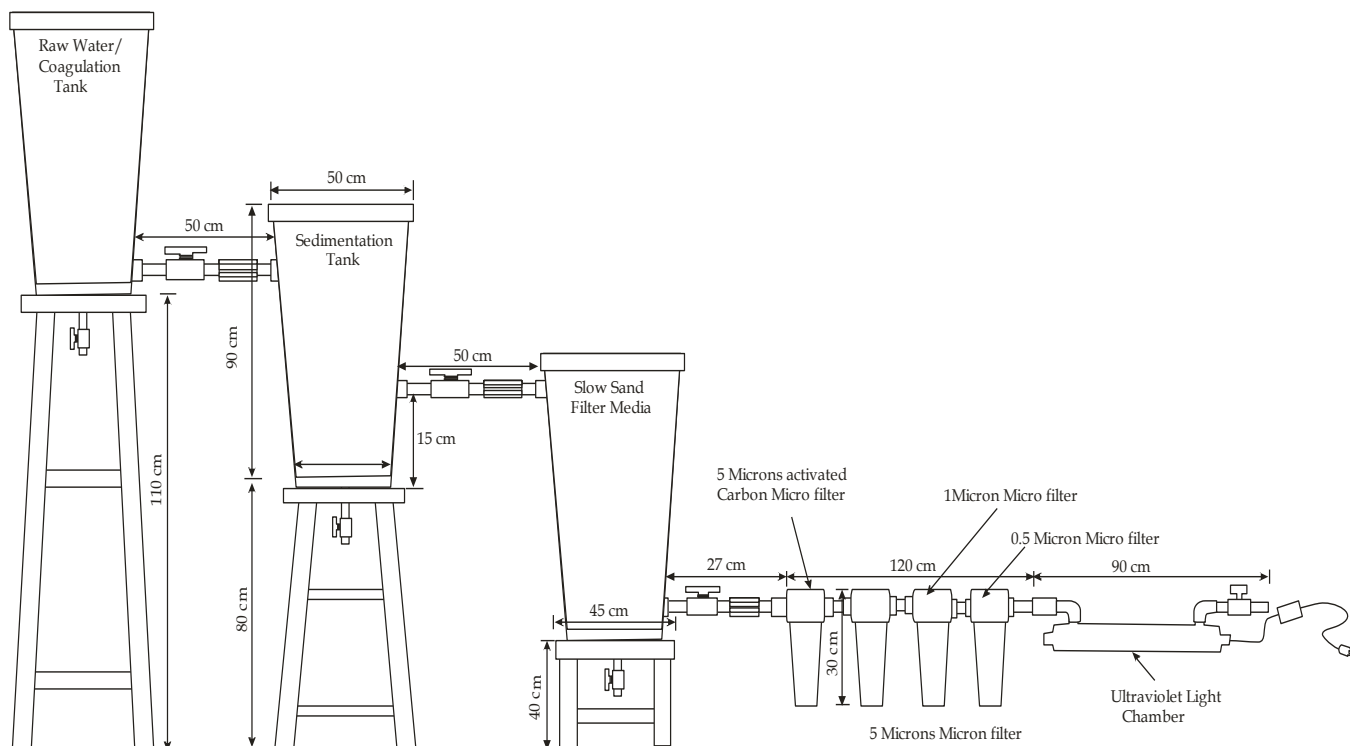 Raw Water/
Coagulation
Tank
50 cm
50 cm
Sedimentation
Tank
90 cm
110 cm
80 cm
50 cm
15 cm
Slow Sand
Filter Media
45 cm
40 cm
27 cm
120 cm
90 cm
5 Microns activated
Carbon Micro filter
1Micron Micro filter
0.5 Micron Micro filter
30 cm
5 Microns Micron filter
Ultraviolet Light
Chamber